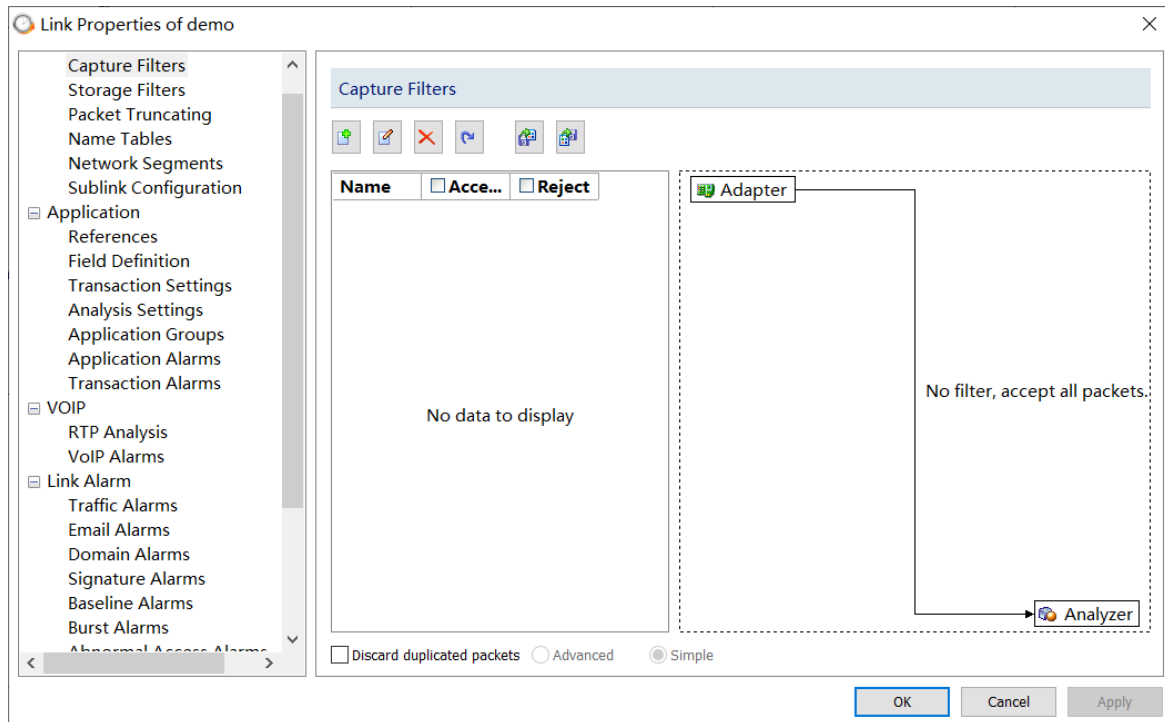 Link Properties of demo
Capture Filters
Storage Filters
Packet Truncating
Name Tables
Network Segments
Sublink Configuration
Application
References
Field Definition
Transaction Settings
Analysis Settings
Application Groups
Application Alarms
Transaction Alarms
VOIP
RTP Analysis
VoIP Alarms
Link Alarm
Traffic Alarms
Email Alarms
Domain Alarms
Signature Alarms
Baseline Alarms
Burst Alarms
Abnormal Access Alarms
Capture Filters
Name Acce... Reject
No data to display
Adapter
No filter, accept all packets.
Analyzer
Discard duplicated packets Advanced Simple
OK Cancel Apply